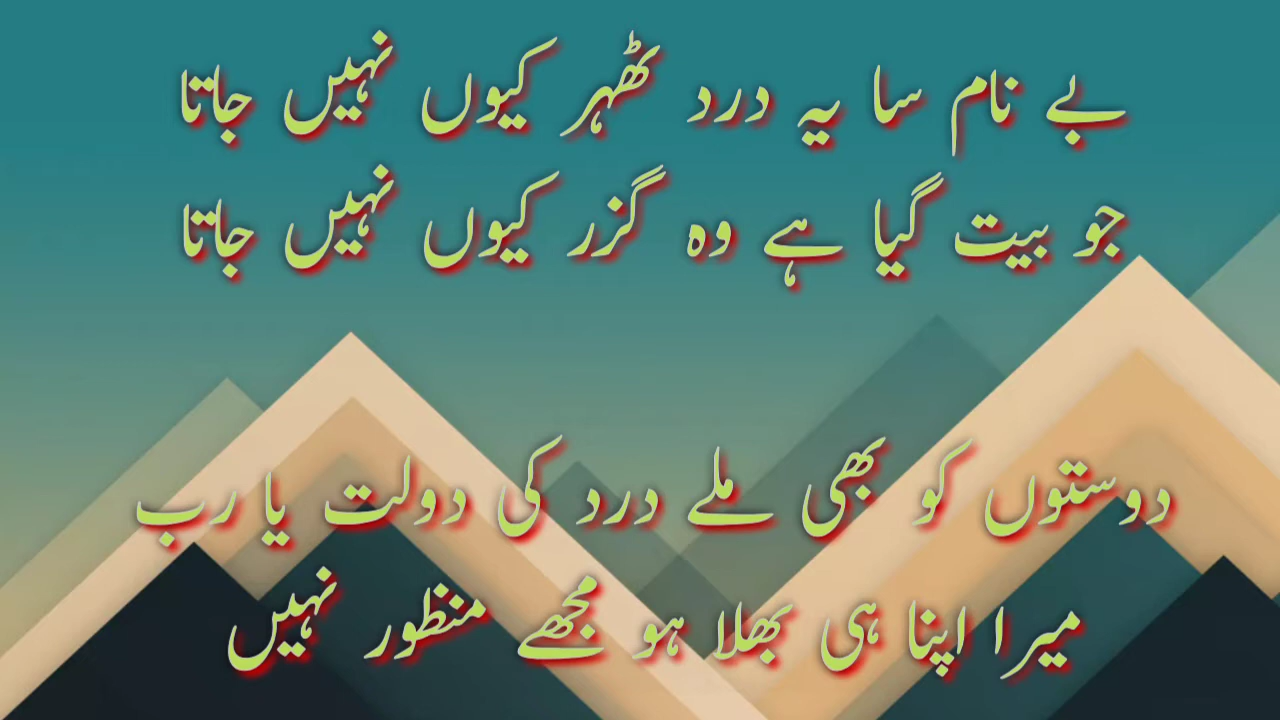 بے نام سا یہ درد ٹھہر کیوں نہیں جاتا
جو بیت گیا ہے وہ گزر کیوں نہیں جاتا
دوستوں کو بھی ملے درد کی دولت یا رب
میرا اپنا ہی بھلا ہو مجھے منظور نہیں